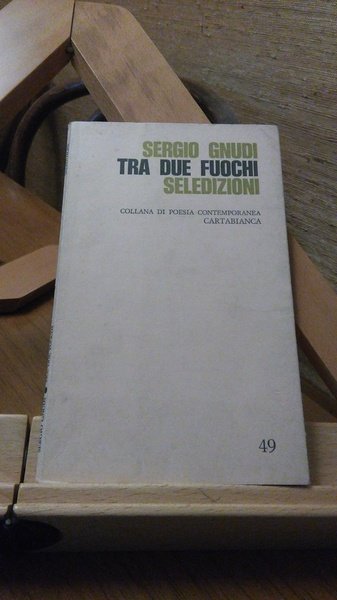 SERGIO GNUDI
TRA DUE FUOCHI
SELEDIZIONI
COLLANA DI POESIA CONTEMPORANEA
CARTABIANCA
49